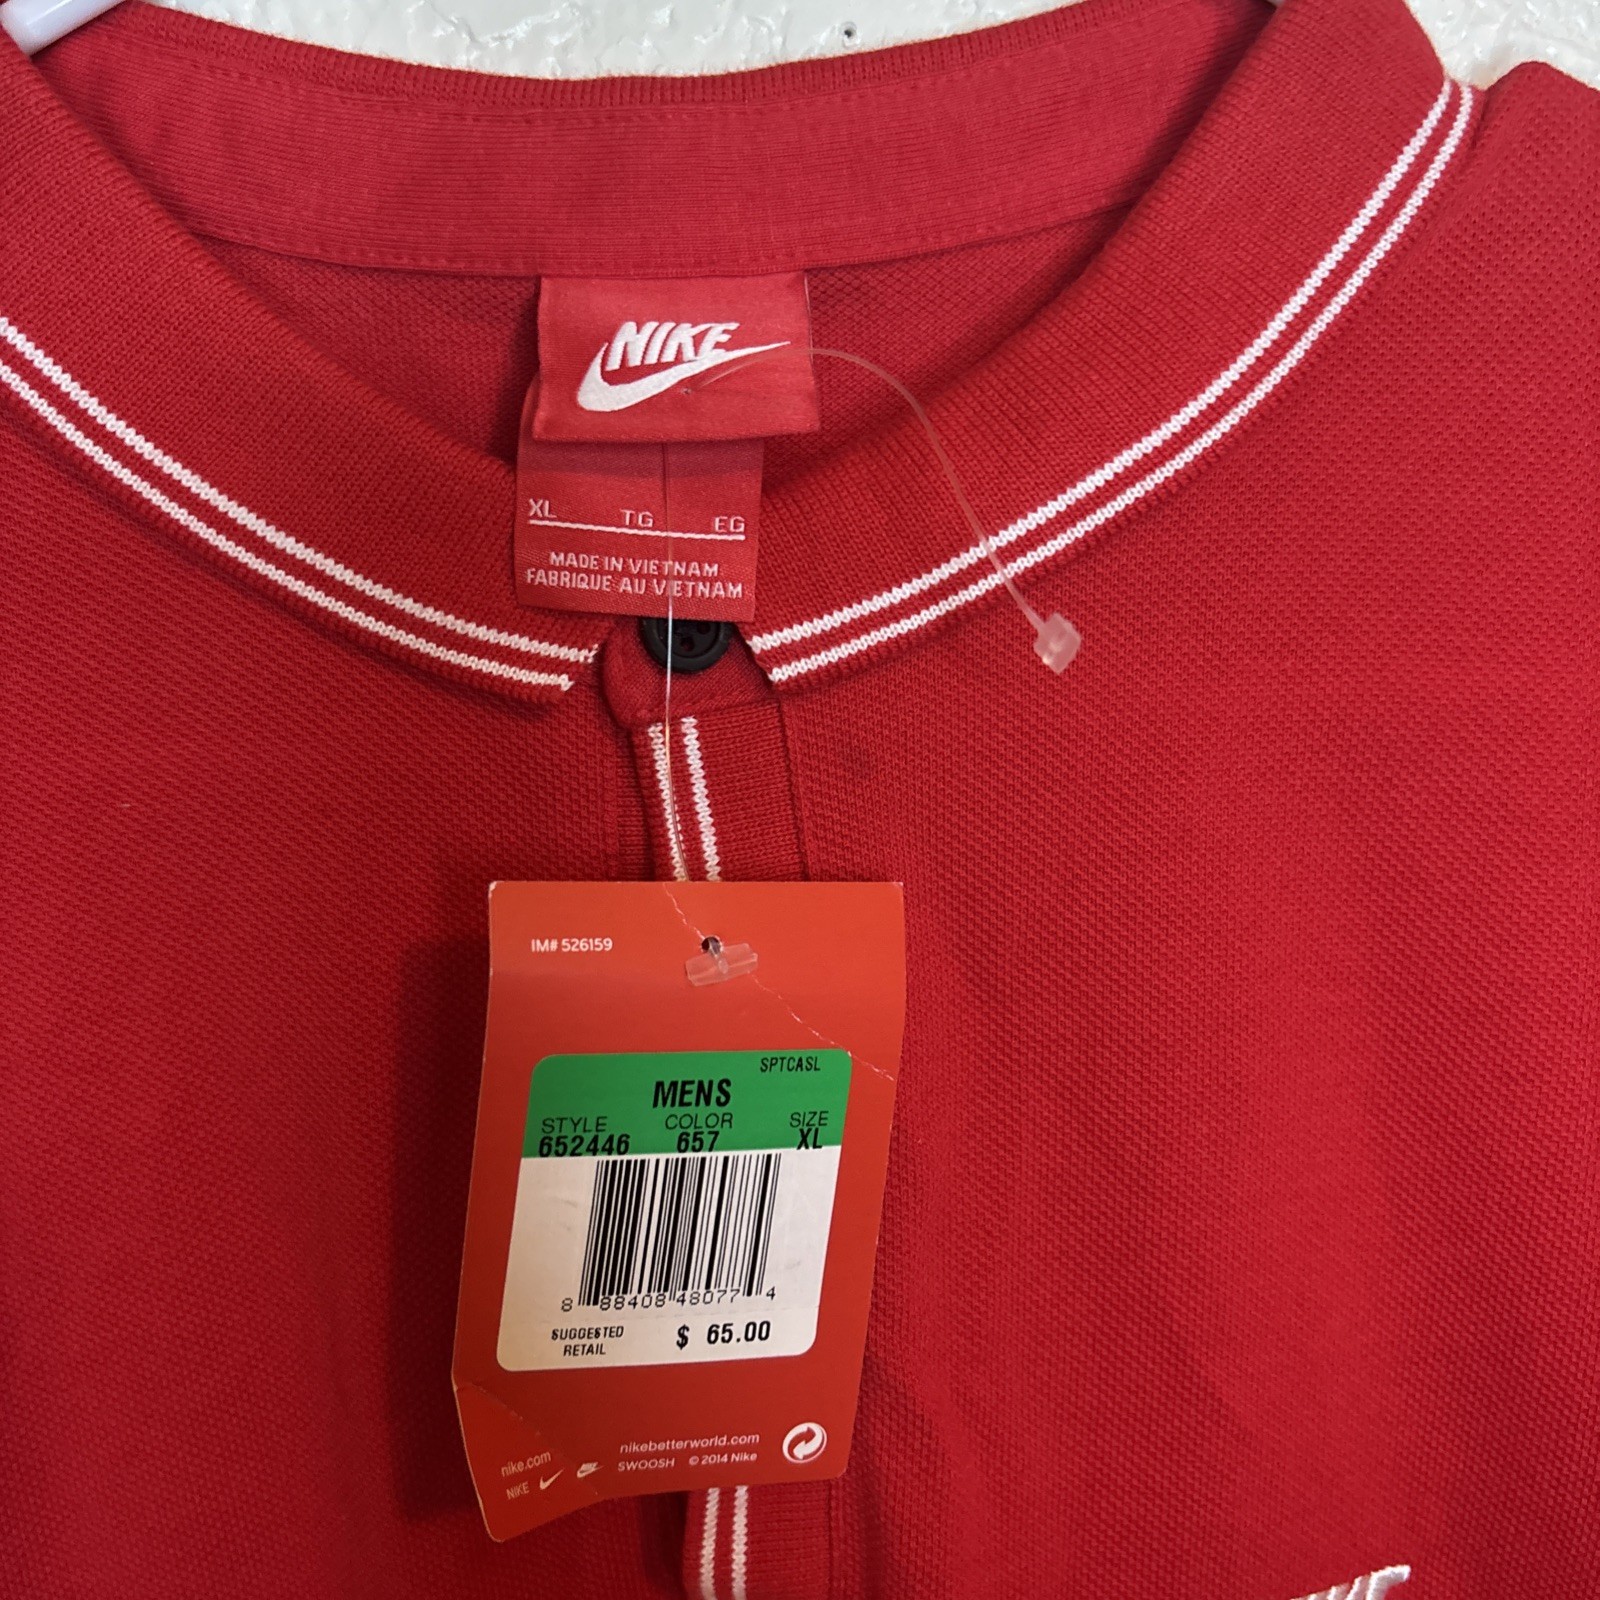 NIKE
XL TG EG
MADE IN VIETNAM
FABRIQUE AU VIETNAM
IM# 526159
SPTCASL
MENS
STYLE COLOR SIZE
652446 657 XL
8 88408 48077 4
SUGGESTED
RETAIL
$ 65.00
nike.com nikebetterworld.com
NIKE SWOOSH © 2014 Nike